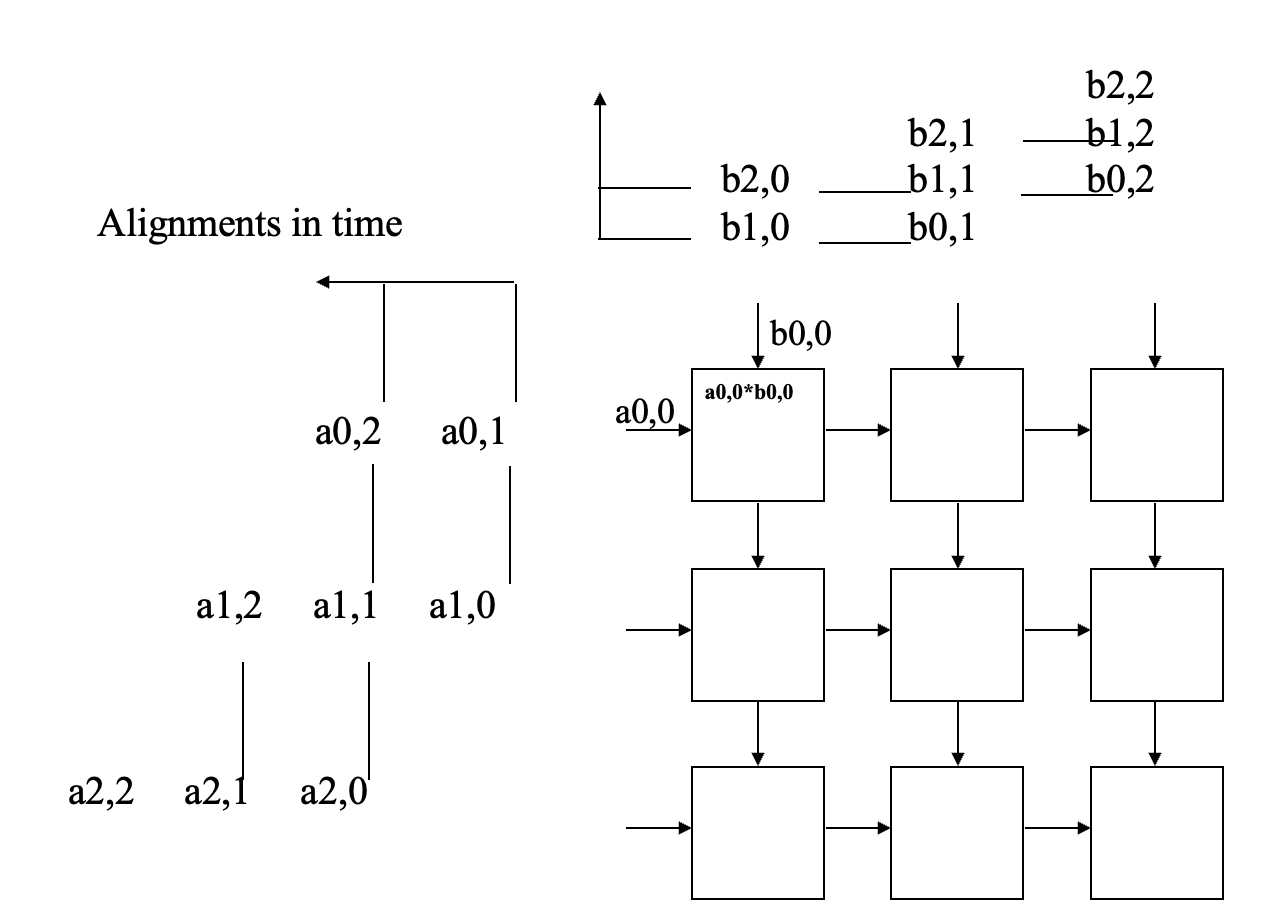 b2,2
b2,1 b1,2
b2,0 b1,1 b0,2
Alignments in time b1,0 b0,1
b0,0
a0,0*b0,0
a0,0
a0,2 a0,1
a1,2 a1,1 a1,0
a2,2 a2,1 a2,0